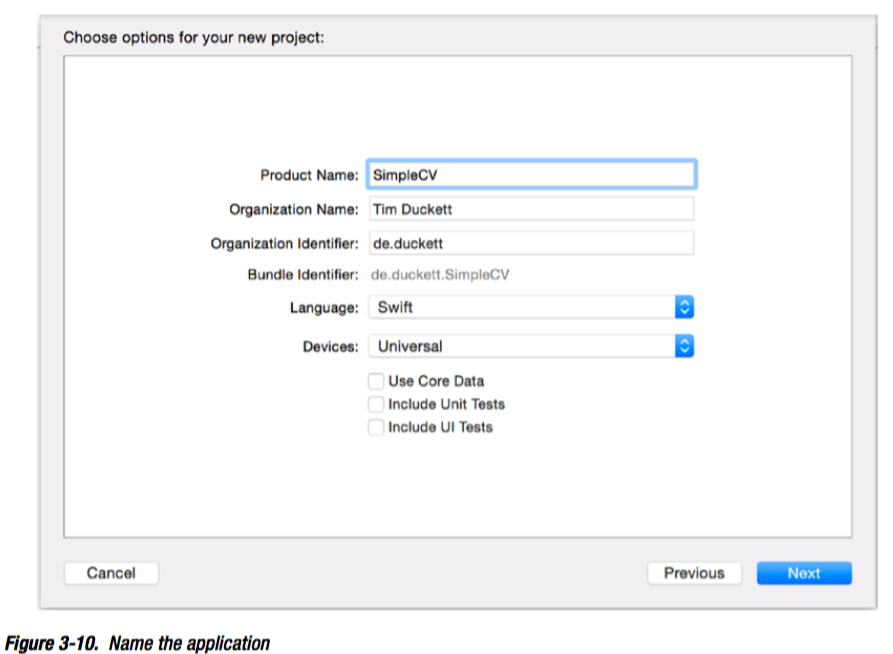 Choose options for your new project:
Product Name: SimpleCV
Organization Name: Tim Duckett
Organization Identifier: de.duckett
Bundle Identifier: de.duckett.SimpleCV
Language: Swift
Devices: Universal
Use Core Data
Include Unit Tests
Include UI Tests
Cancel Previous Next
Figure 3-10. Name the application